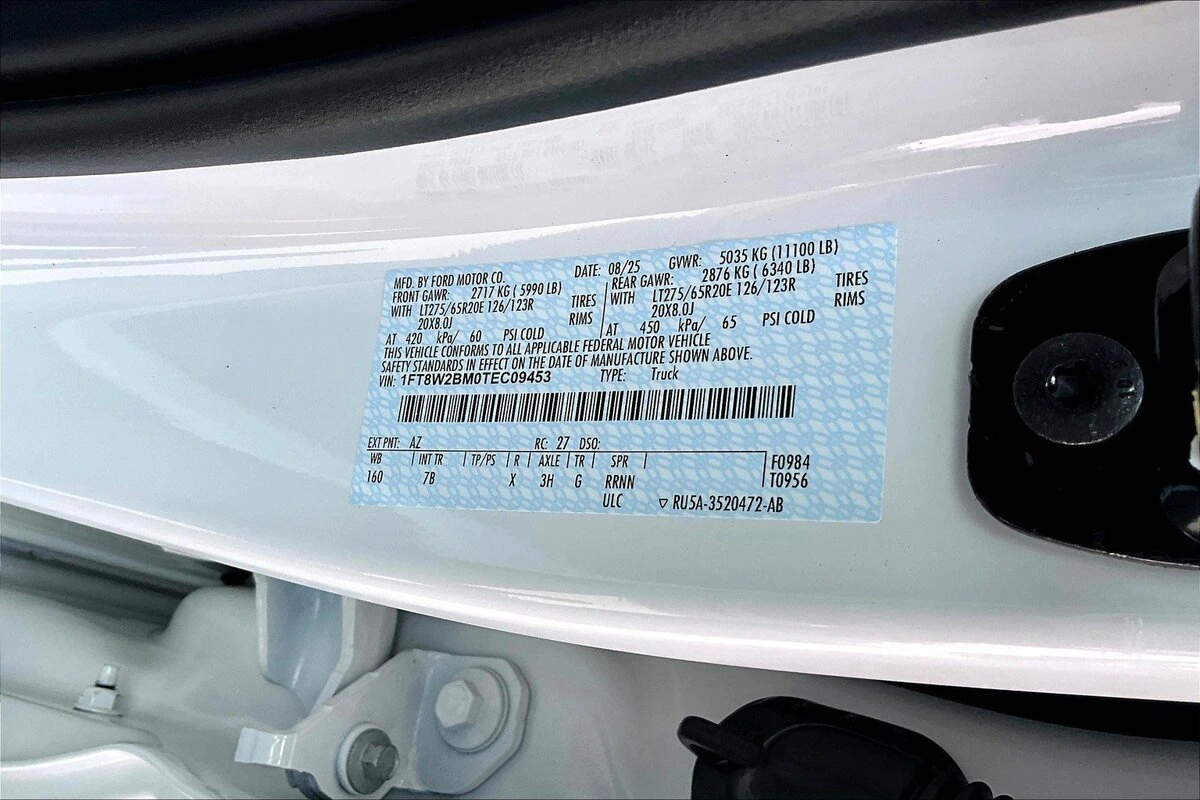 MFD. BY FORD MOTOR CO. DATE: 08/25 GVWR: 5035 KG (11100 LB)
FRONT GAWR: 2717 KG ( 5990 LB) REAR GAWR: 2876 KG ( 6340 LB)
WITH LT275/65R20E 126/123R TIRES WITH LT275/65R20E 126/123R TIRES
20X8.0J RIMS 20X8.0J RIMS
AT 420 kPa/ 60 PSI COLD AT 450 kPa/ 65 PSI COLD
THIS VEHICLE CONFORMS TO ALL APPLICABLE FEDERAL MOTOR VEHICLE
SAFETY STANDARDS IN EFFECT ON THE DATE OF MANUFACTURE SHOWN ABOVE.
VIN: 1FT8W2BM0TEC09453 TYPE: Truck
EXT PNT: AZ RC: 27 DSO:
WB INT TR TP/PS R AXLE TR SPR F0984
160 7B X 3H G RRNN T0956
ULC ▽ RU5A-3520472-AB